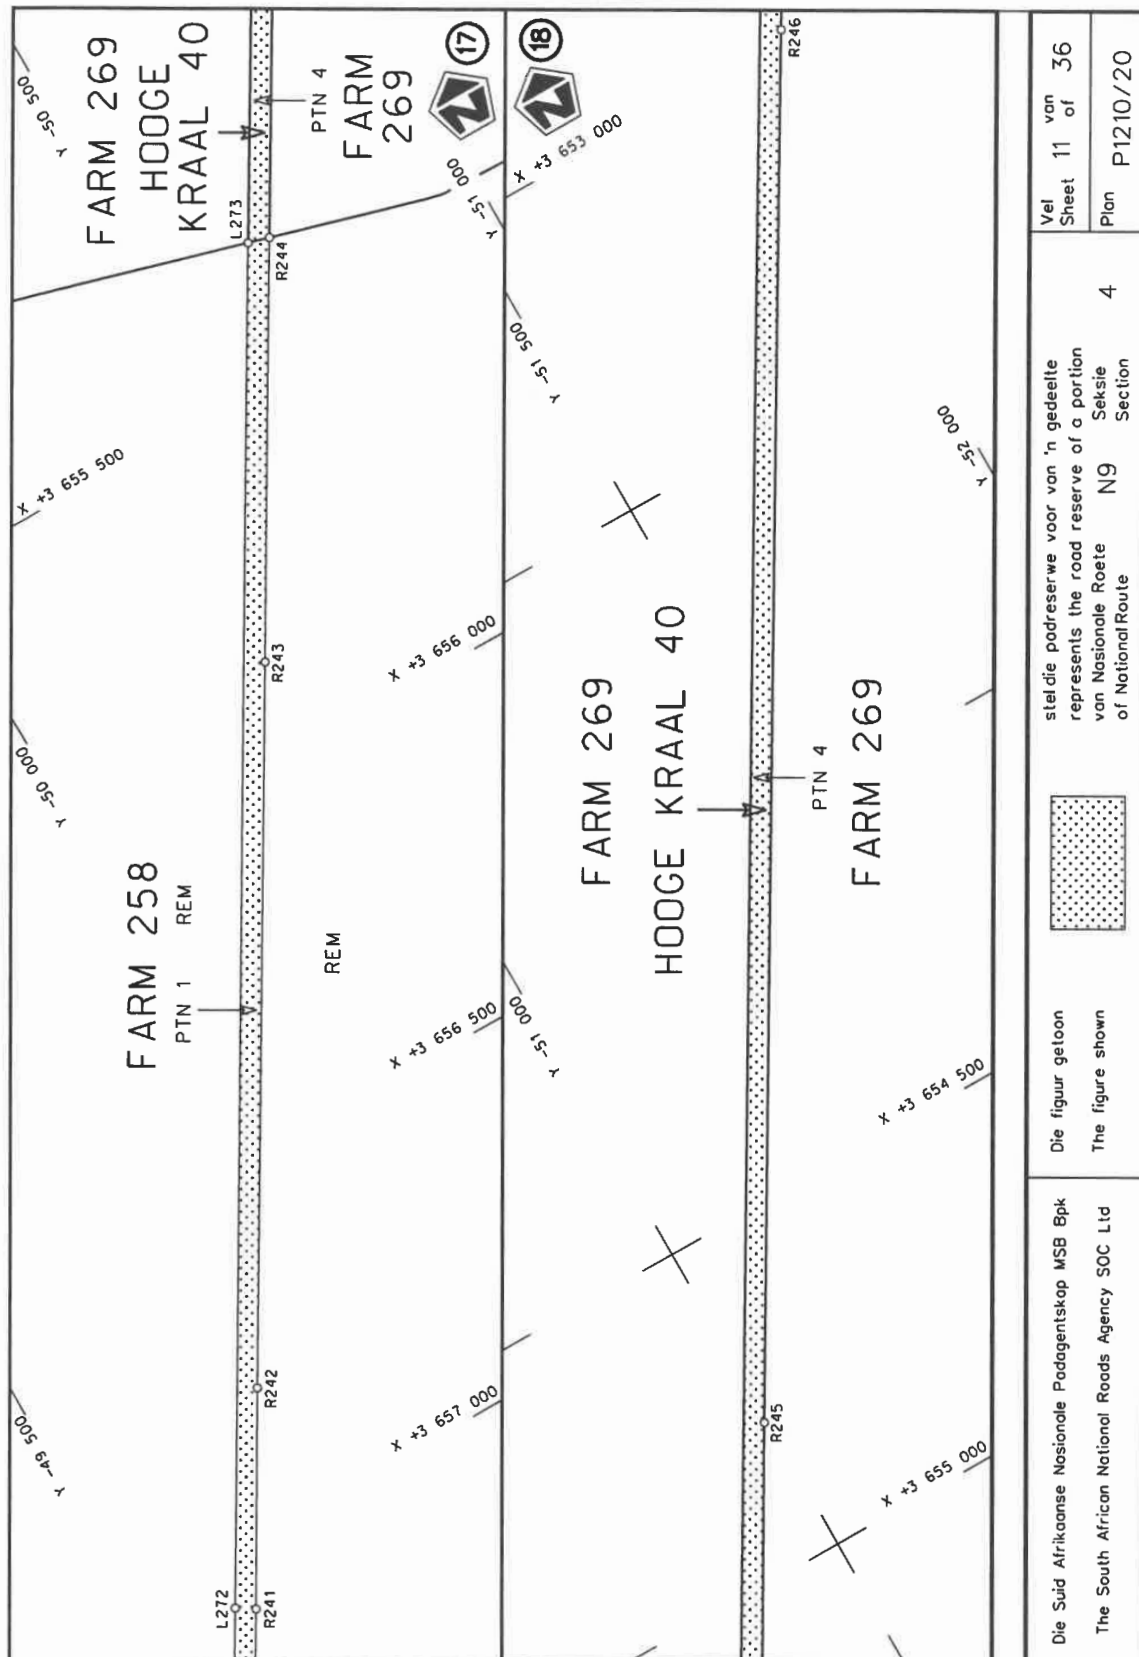 Y -50 500
FARM 269
HOOGE
KRAAL 40
PTN 4
FARM
269
17
L273
R244
X +3 655 500
Y -51 000
R243
X +3 656 000
Y -50 000
FARM 258
PTN 1 REM
REM
X +3 656 500
Y -49 500
R242
X +3 657 000
L272
R241
18
R246
X +3 653 000
Y -51 500
Y -52 000
FARM 269
HOOGE KRAAL 40
PTN 4
FARM 269
Y -51 000
X +3 654 500
R245
X +3 655 000
Die Suid Afrikaanse Nasionale Padagentskap MSB Bpk
The South African National Roads Agency SOC Ltd
Die figuur getoon
The figure shown
stel die padreserwe voor van 'n gedeelte
represents the road reserve of a portion
van Nasionale Roete N9 Seksie 4
of National Route Section
Vel van
Sheet 11 of 36
Plan P1210/20